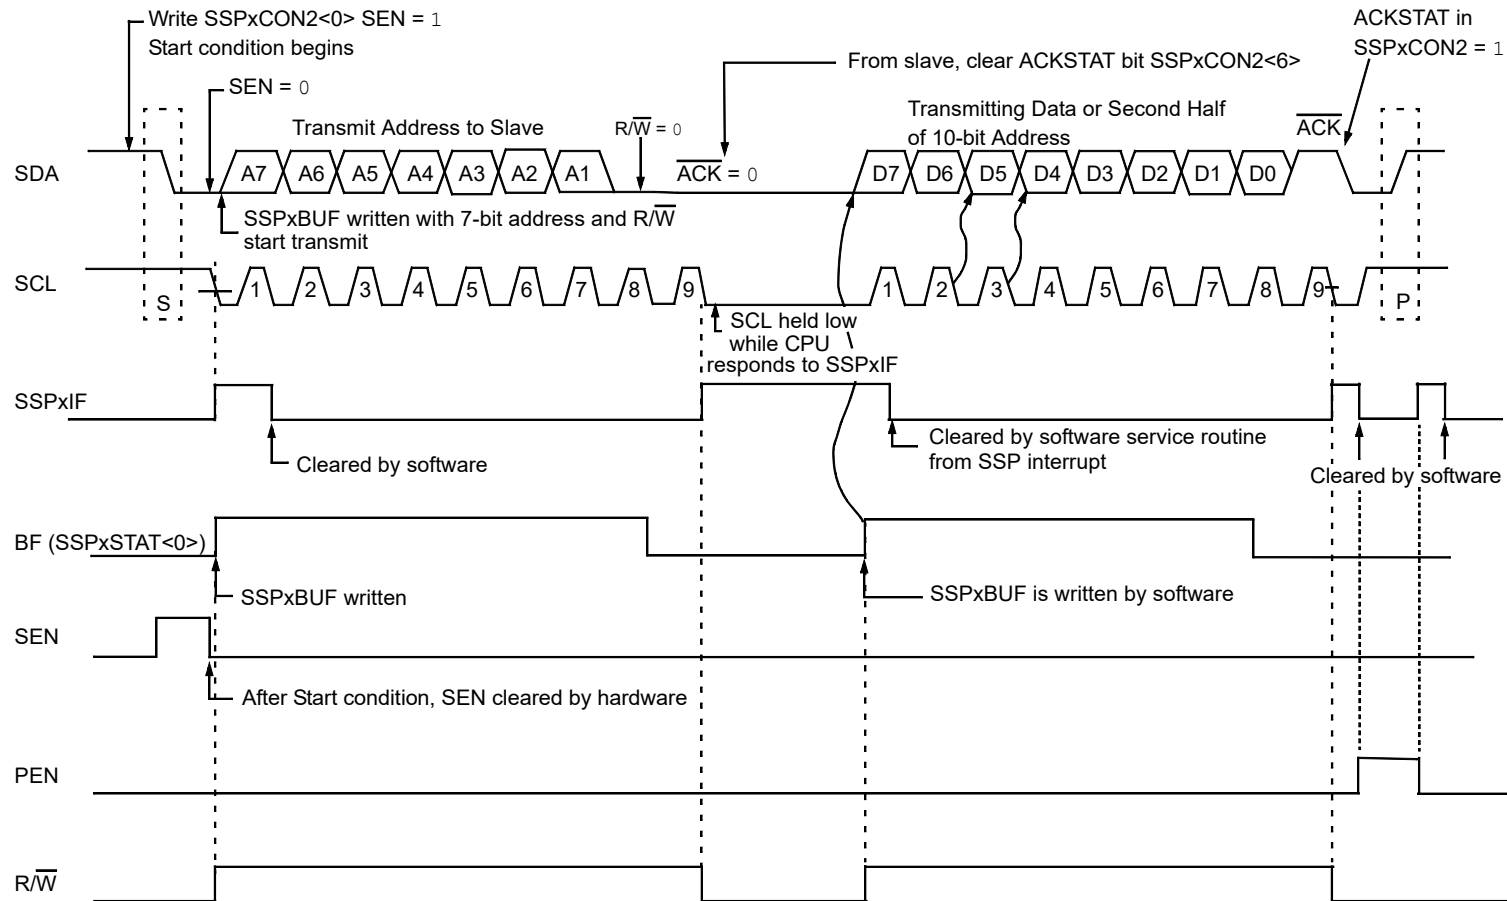 Write SSPxCON2<0> SEN = 1
Start condition begins
ACKSTAT in
SSPxCON2 = 1
From slave, clear ACKSTAT bit SSPxCON2<6>
SEN = 0
Transmit Address to Slave
R/W̅ = 0
Transmitting Data or Second Half
of 10-bit Address
A̅C̅K̅
SDA
A7 A6 A5 A4 A3 A2 A1
A̅C̅K̅ = 0
D7 D6 D5 D4 D3 D2 D1 D0
SSPxBUF written with 7-bit address and R/W̅
start transmit
SCL
S
1 2 3 4 5 6 7 8 9
1 2 3 4 5 6 7 8 9
P
SCL held low
while CPU
responds to SSPxIF
SSPxIF
Cleared by software
Cleared by software service routine
from SSP interrupt
Cleared by software
BF (SSPxSTAT<0>)
SSPxBUF written
SSPxBUF is written by software
SEN
After Start condition, SEN cleared by hardware
PEN
R/W̅